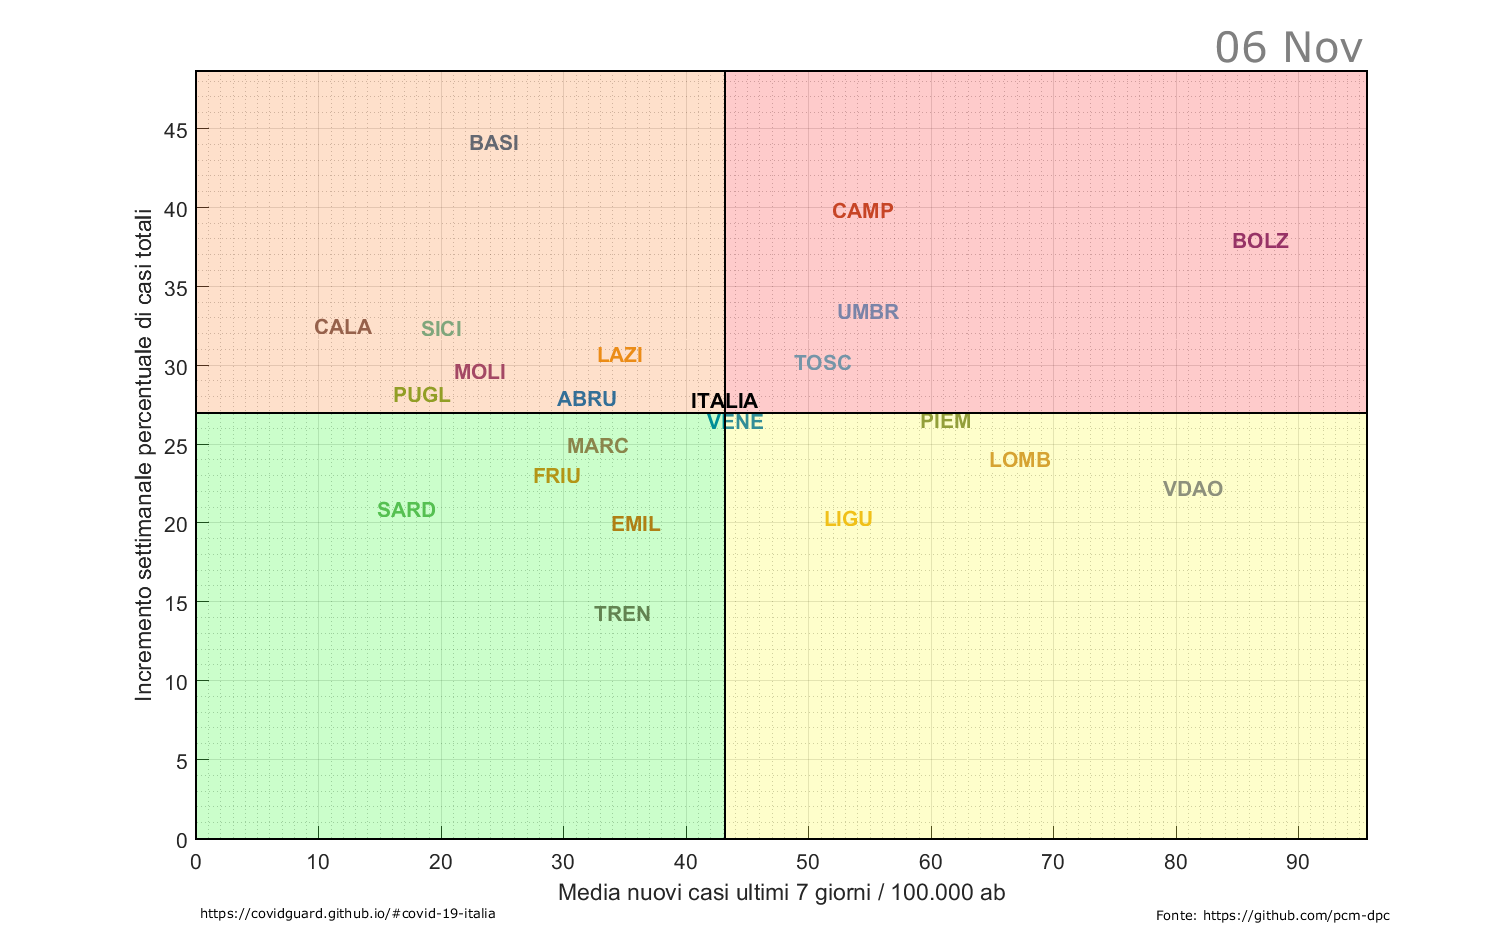 06 Nov
Incremento settimanale percentuale di casi totali
45
40
35
30
25
20
15
10
5
0
BASI
CAMP
BOLZ
UMBR
CALA
SICI
LAZI
TOSC
MOLI
PUGL
ABRU
ITALIA
VENE
PIEM
MARC
LOMB
FRIU
VDAO
SARD
LIGU
EMIL
TREN
0 10 20 30 40 50 60 70 80 90
Media nuovi casi ultimi 7 giorni / 100.000 ab
https://covidguard.github.io/#covid-19-italia
Fonte: https://github.com/pcm-dpc